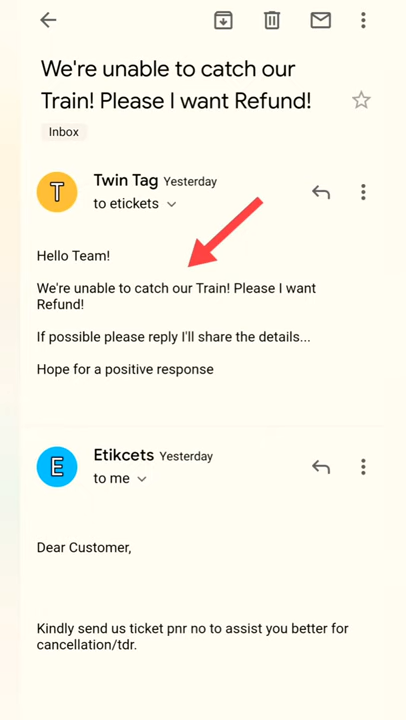 We're unable to catch our
Train! Please I want Refund!
Inbox
T
Twin Tag Yesterday
to etickets
Hello Team!
We're unable to catch our Train! Please I want
Refund!
If possible please reply I'll share the details...
Hope for a positive response
E
Etikcets Yesterday
to me
Dear Customer,
Kindly send us ticket pnr no to assist you better for
cancellation/tdr.